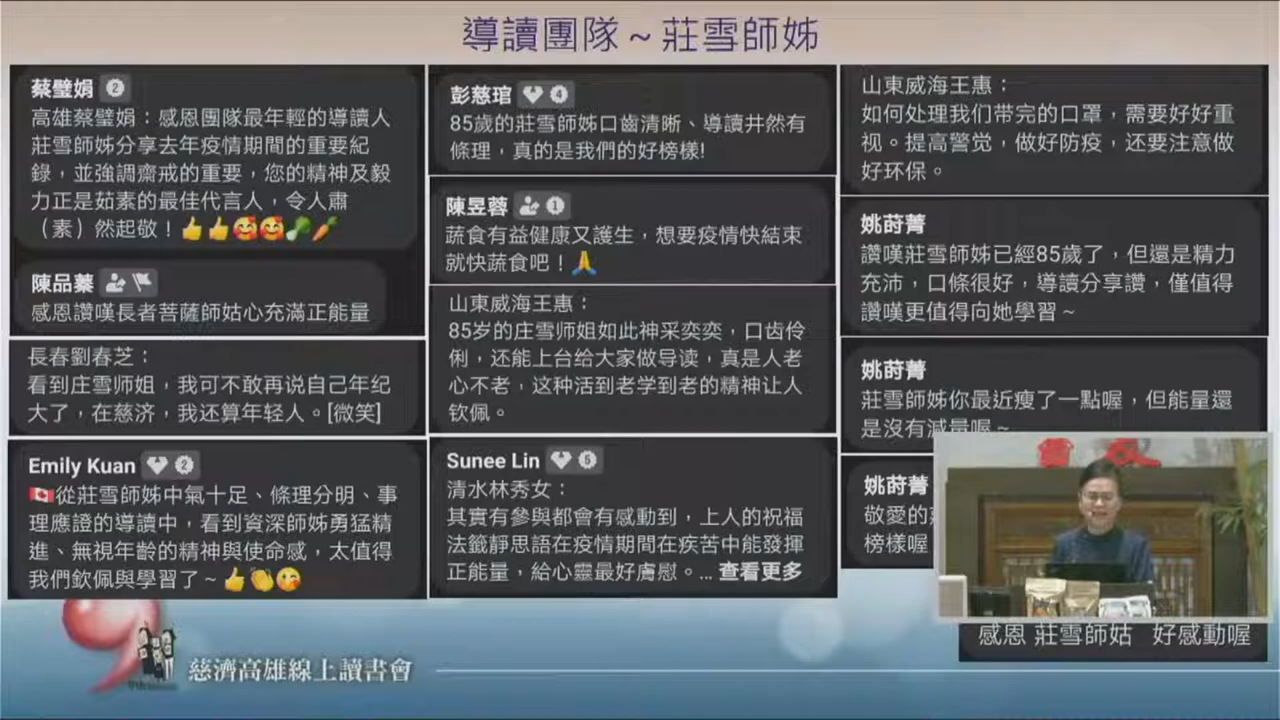 導讀團隊~莊雪師姊
蔡璧娟 2
高雄蔡璧娟：感恩團隊最年輕的導讀人
莊雪師姊分享去年疫情期間的重要紀
錄，並強調齋戒的重要，您的精神及毅
力正是茹素的最佳代言人，令人肅
（素）然起敬！👍👍🥰🥰🥦🥕
陳品蓁
感恩讚嘆長者菩薩師姑心充滿正能量
長春劉春芝：
看到庄雪师姐，我可不敢再说自己年纪
大了，在慈济，我还算年轻人。[微笑]
Emily Kuan 2
🇨🇦從莊雪師姊中氣十足、條理分明、事
理應證的導讀中，看到資深師姊勇猛精
進、無視年齡的精神與使命感，太值得
我們欽佩與學習了~👍👏😘
彭慈琯 4
85歲的莊雪師姊口齒清晰、導讀井然有
條理，真的是我們的好榜樣!
陳昱蓉 1
蔬食有益健康又護生，想要疫情快結束
就快蔬食吧！🙏
山東威海王惠：
85岁的庄雪师姐如此神采奕奕，口齿伶
俐，还能上台给大家做导读，真是人老
心不老，这种活到老学到老的精神让人
钦佩。
Sunee Lin 5
清水林秀女：
其實有參與都會有感動到，上人的祝福
法籤靜思語在疫情期間在疾苦中能發揮
正能量，給心靈最好膚慰。... 查看更多
山東威海王惠：
如何处理我们带完的口罩，需要好好重
视。提高警觉，做好防疫，还要注意做
好环保。
姚莳菁
讚嘆莊雪師姊已經85歲了，但還是精力
充沛，口條很好，導讀分享讚，僅值得
讚嘆更值得向她學習~
姚莳菁
莊雪師姊你最近瘦了一點喔，但能量還
是沒有減量喔~
姚莳菁
敬愛的
榜樣喔
感恩 莊雪師姑 好感動喔
慈濟高雄線上讀書會